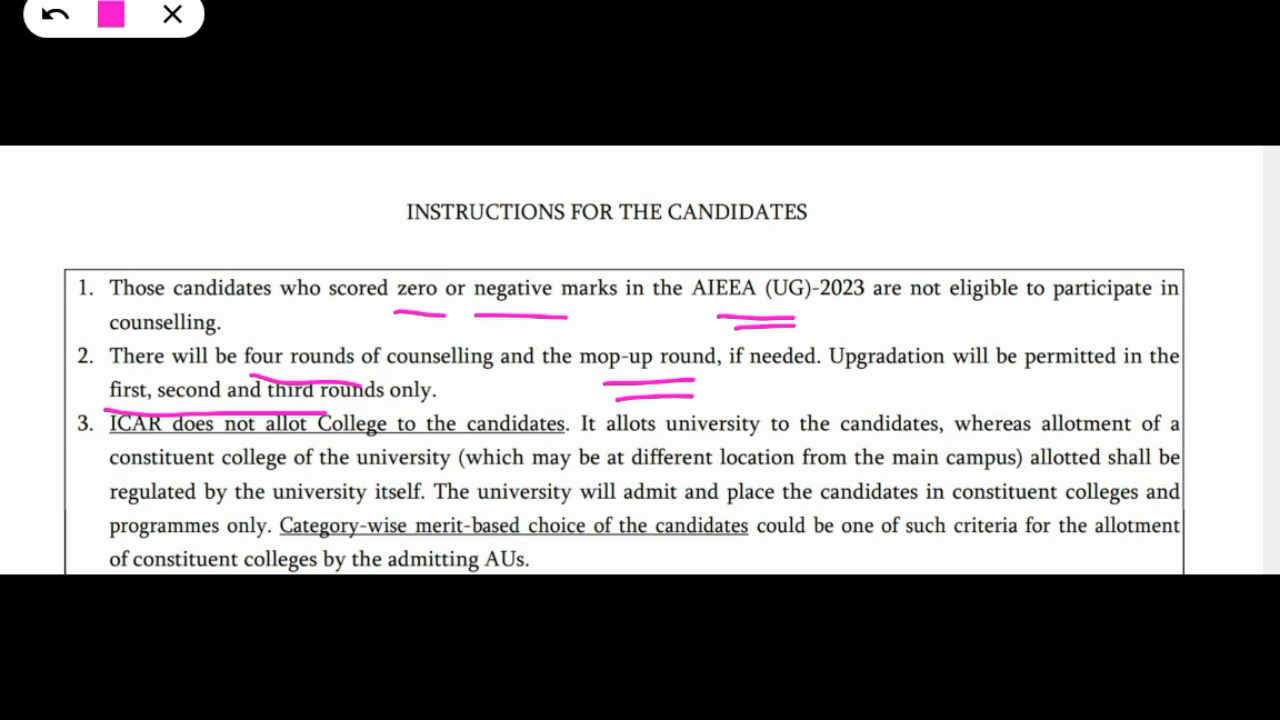 INSTRUCTIONS FOR THE CANDIDATES
1. Those candidates who scored zero or negative marks in the AIEEA (UG)-2023 are not eligible to participate in
counselling.
2. There will be four rounds of counselling and the mop-up round, if needed. Upgradation will be permitted in the
first, second and third rounds only.
3. ICAR does not allot College to the candidates. It allots university to the candidates, whereas allotment of a
constituent college of the university (which may be at different location from the main campus) allotted shall be
regulated by the university itself. The university will admit and place the candidates in constituent colleges and
programmes only. Category-wise merit-based choice of the candidates could be one of such criteria for the allotment
of constituent colleges by the admitting AUs.